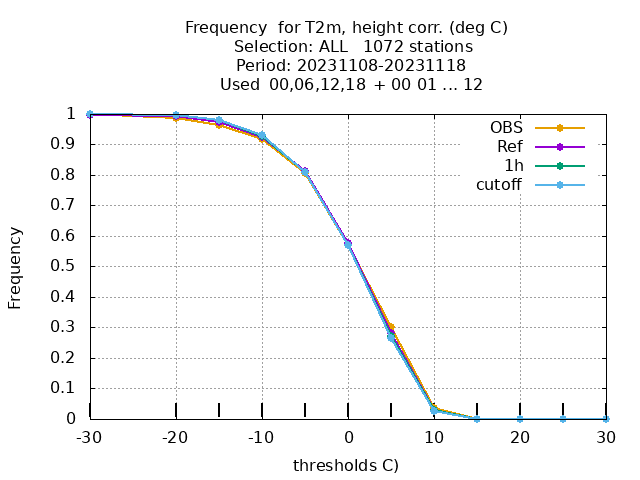 Frequency  for T2m, height corr. (deg C)
Selection: ALL   1072 stations
Period: 20231108-20231118
Used  00,06,12,18  + 00 01 ... 12
1
0.9
0.8
0.7
0.6
0.5
0.4
0.3
0.2
0.1
0
Frequency
OBS
Ref
1h
cutoff
-30
-20
-10
0
10
20
30
thresholds C)